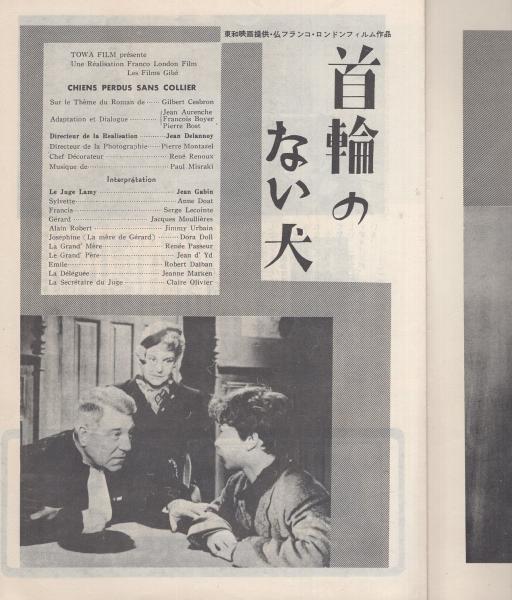 東和映画提供・仏フランコ・ロンドンフィルム作品
首輪の
ない犬
TOWA FILM présente
Une Réalisation Franco London Film
Les Films Gibé
CHIENS PERDUS SANS COLLIER
Sur le Thème du Roman de ······ Gilbert Cesbron
Adaptation et Dialogue ············ {Jean Aurenche
François Boyer
Pierre Bost
Directeur de la Realisation ········ Jean Delannoy
Directeur de la Photographie ······ Pierre Montazel
Chef Décorateur ······ René Renoux
Musique de ······ Paul Misraki
Interprétation
Le Juge Lamy ······ Jean Gabin
Sylvette ······ Anne Doat
Francis ······ Serge Lecointe
Gérard ······ Jacques Moullières
Alain Robert ······ Jimmy Urbain
Josephine (La mère de Gérard) ······ Dora Doll
La Grand' Mère ······ Renée Passeur
Le Grand' Père ······ Jean d' Yd
Emile ······ Robert Dalban
La Déléguée ······ Jeanne Marken
La Secrétaire du Juge ······ Claire Olivier